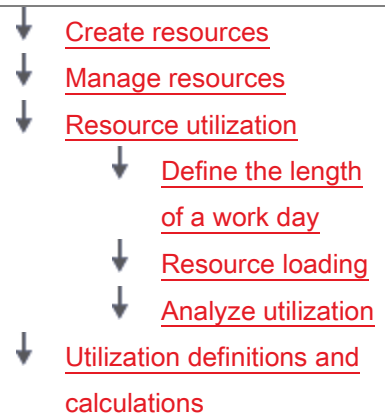 Create resources
Manage resources
Resource utilization
Define the length
of a work day
Resource loading
Analyze utilization
Utilization definitions and
calculations